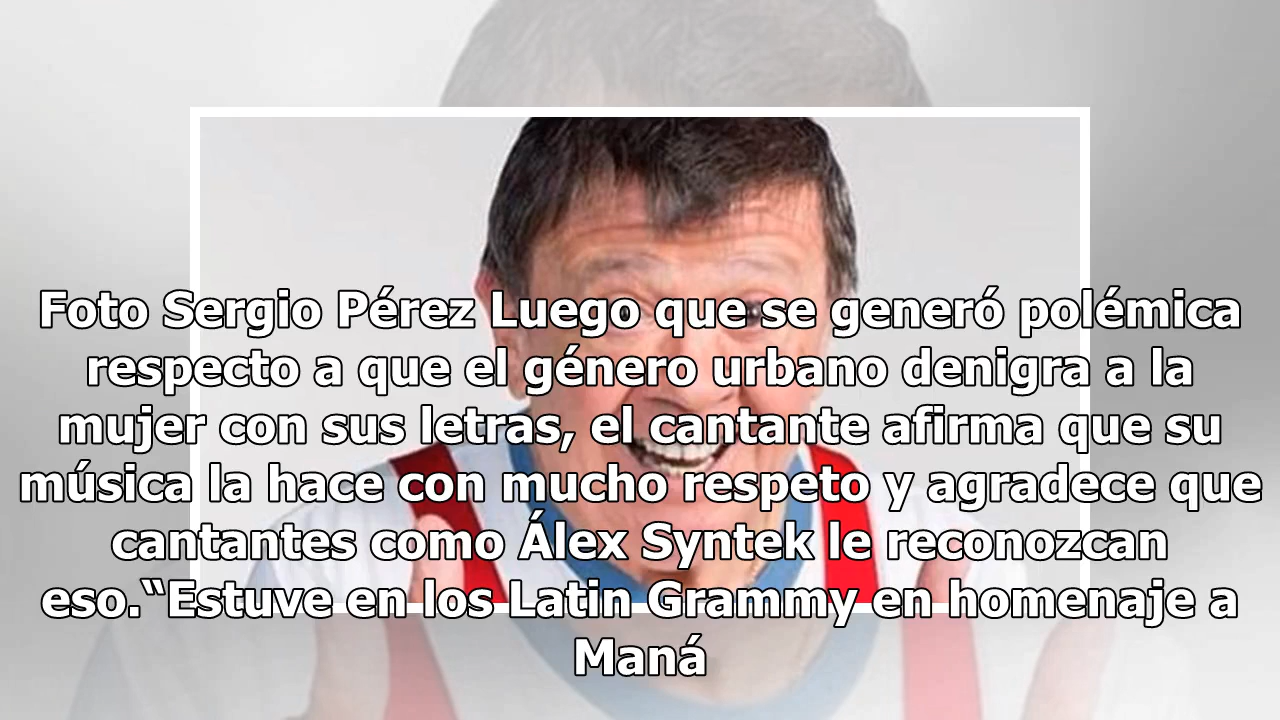 Foto Sergio Pérez Luego que se generó polémica
respecto a que el género urbano denigra a la
mujer con sus letras, el cantante afirma que su
música la hace con mucho respeto y agradece que
cantantes como Álex Syntek le reconozcan
eso.“Estuve en los Latin Grammy en homenaje a
Maná